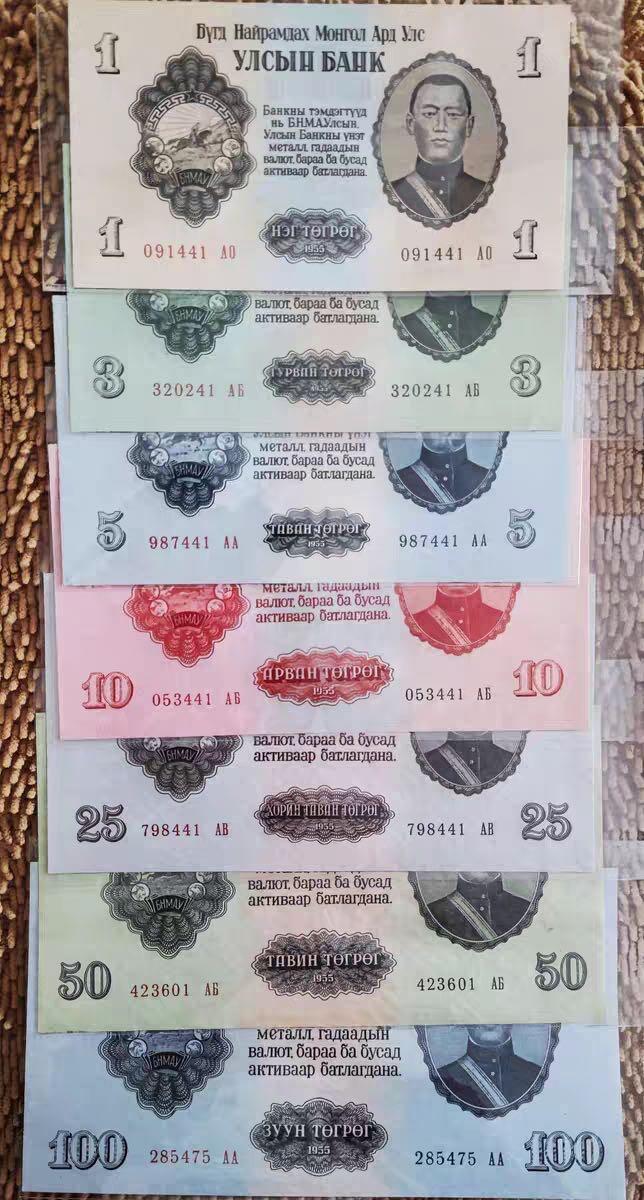 Бүгд Найрамдах Монгол Ард Улс
УЛСЫН БАНК
1 1
Банкны тэмдэгтүүд
нь Б.Н.М.А.Улсын.
Улсын Банкны үнэт
металл, гадаадын
валют, бараа ба бусад
активаар батлагдана.
БНМАУ
НЭГ ТӨГРӨГ
1955
1 091441 АО 091441 АО 1
валют, бараа ба бусад
активаар батлагдана.
БНМАУ
ГУРВАН ТӨГРӨГ
1955
3 320241 АБ 320241 АБ 3
Улсын Банкны үнэт
металл, гадаадын
валют, бараа ба бусад
активаар батлагдана.
БНМАУ
ТАВАН ТӨГРӨГ
1955
5 987441 АА 987441 АА 5
металл, гадаадын
валют, бараа ба бусад
активаар батлагдана.
БНМАУ
АРВАН ТӨГРӨГ
1955
10 053441 АБ 053441 АБ 10
валют, бараа ба бусад
активаар батлагдана.
БНМАУ
ХОРИН ТАВАН ТӨГРӨГ
1955
25 798441 АВ 798441 АВ 25
металл, гадаадын
валют, бараа ба бусад
активаар батлагдана.
БНМАУ
ТАВИН ТӨГРӨГ
1955
50 423601 АБ 423601 АБ 50
металл, гадаадын
валют, бараа ба бусад
активаар батлагдана.
БНМАУ
ЗУУН ТӨГРӨГ
1955
100 285475 АА 285475 АА 100